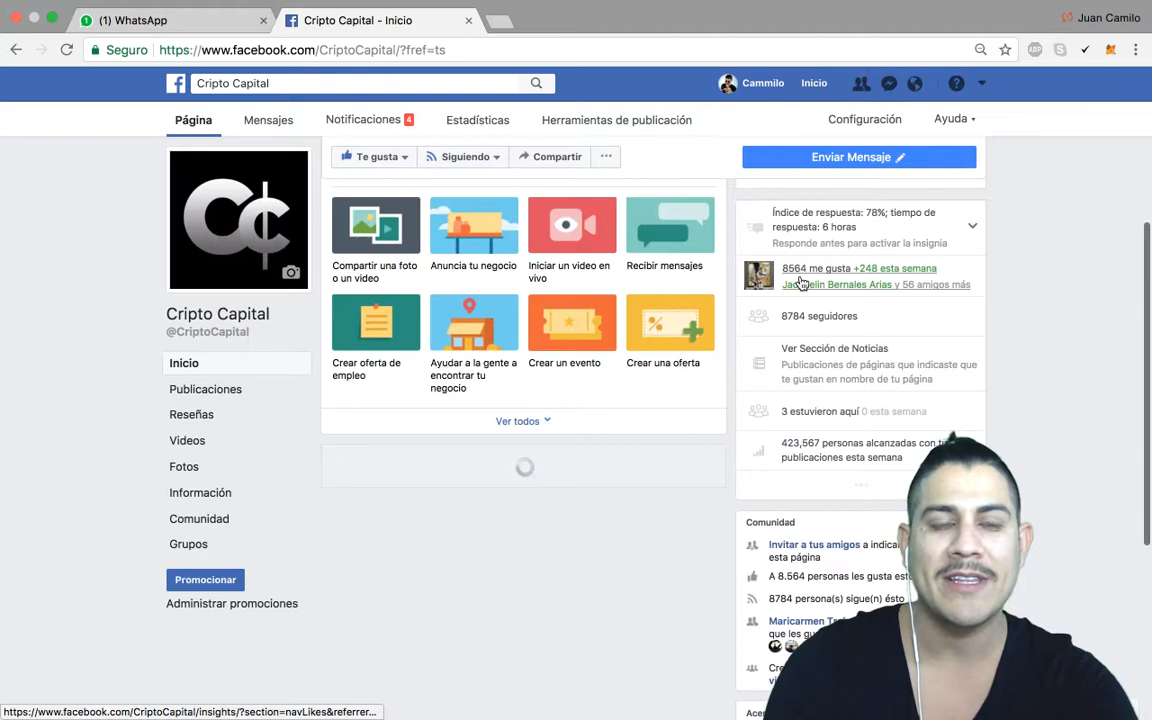 (1) WhatsApp
Cripto Capital - Inicio
Juan Camilo
Seguro
https://www.facebook.com/CriptoCapital/?fref=ts
ABP
Cripto Capital
Cammilo
Inicio
Página
Mensajes
Notificaciones 4
Estadísticas
Herramientas de publicación
Configuración
Ayuda
Te gusta
Siguiendo
Compartir
Enviar Mensaje
Cripto Capital
@CriptoCapital
Inicio
Publicaciones
Reseñas
Videos
Fotos
Información
Comunidad
Grupos
Promocionar
Administrar promociones
Compartir una foto
o un video
Anuncia tu negocio
Iniciar un video en
vivo
Recibir mensajes
Crear oferta de
empleo
Ayudar a la gente a
encontrar tu
negocio
Crear un evento
Crear una oferta
Ver todos
Índice de respuesta: 78%; tiempo de
respuesta: 6 horas
Responde antes para activar la insignia
8564 me gusta +248 esta semana
Bernales Arias y 56 amigos más
8784 seguidores
Ver Sección de Noticias
Publicaciones de páginas que indicaste que
te gustan en nombre de tu página
3 estuvieron aquí 0 esta semana
423,567 personas alcanzadas con
publicaciones esta semana
Comunidad
Invitar a tus amigos a
esta página
A 8.564 personas les gusta
8784 persona(s) sigue(n) ésto
Maricarmen
que les
https://www.facebook.com/CriptoCapital/insights/?section=navLikes&referrer...